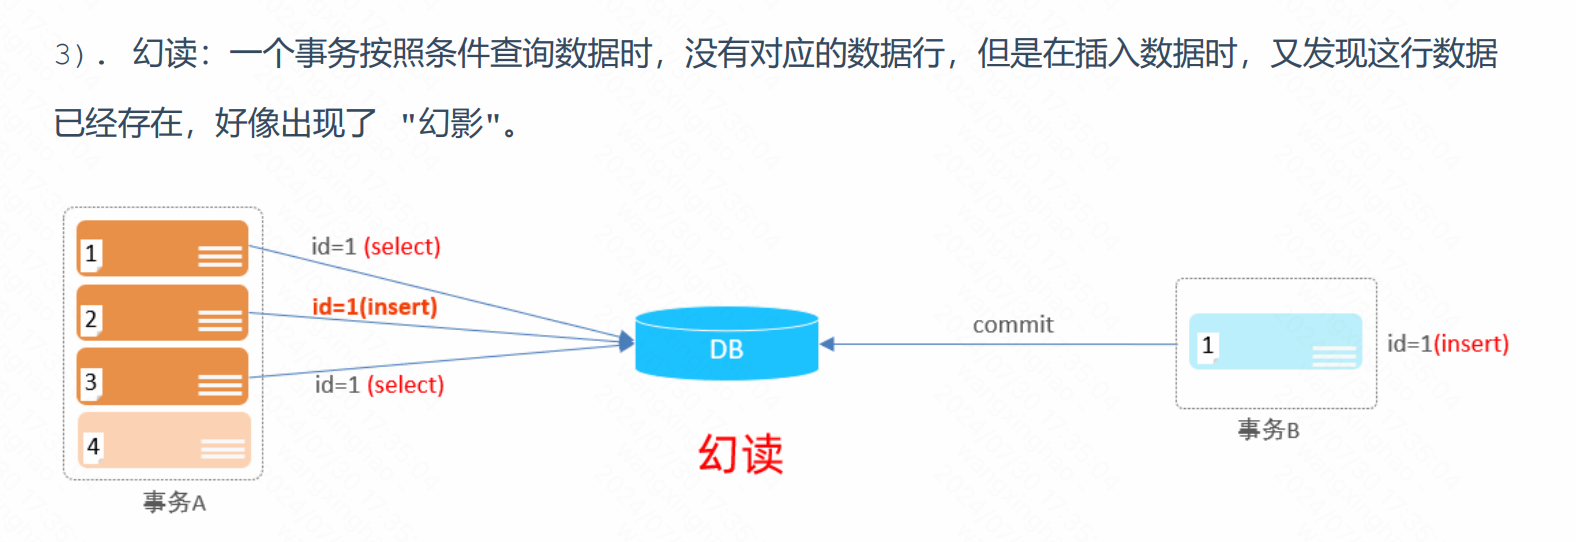 3）. 幻读：一个事务按照条件查询数据时，没有对应的数据行，但是在插入数据时，又发现这行数据
已经存在，好像出现了 "幻影"。
1
id=1 (select)
2
id=1(insert)
3
id=1 (select)
4
事务A
DB
幻读
commit
1
id=1(insert)
事务B